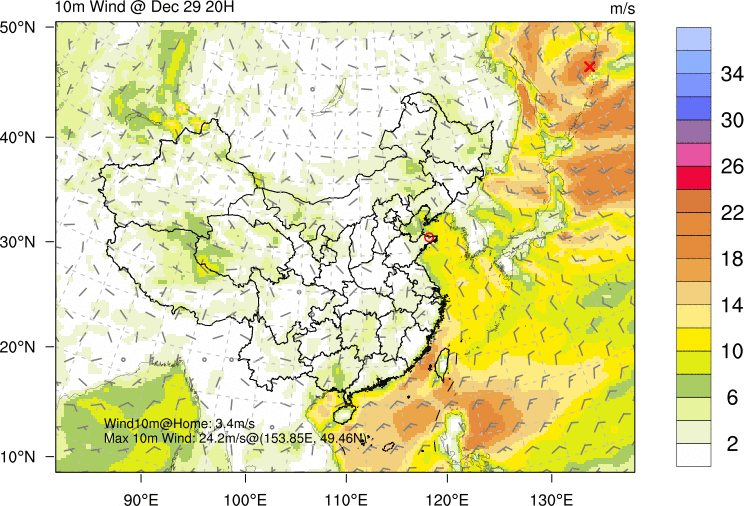 10m Wind @ Dec 29 20H m/s
50°N
40°N
30°N
20°N
10°N
34
30
26
22
18
14
10
6
2
Wind10m@Home: 3.4m/s
Max 10m Wind: 24.2m/s@(153.85E, 49.46N)
90°E 100°E 110°E 120°E 130°E